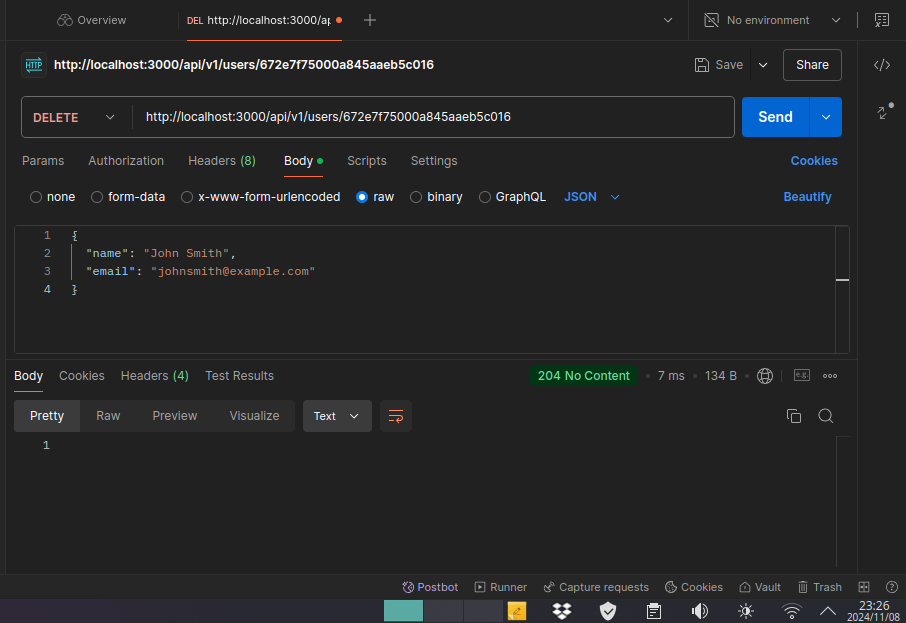 Overview
DEL http://localhost:3000/ap
No environment
HTTP http://localhost:3000/api/v1/users/672e7f75000a845aaeb5c016
Save
Share
DELETE
http://localhost:3000/api/v1/users/672e7f75000a845aaeb5c016
Send
Params Authorization Headers (8) Body Scripts Settings Cookies
none form-data x-www-form-urlencoded raw binary GraphQL JSON Beautify
1 {
2 "name": "John Smith",
3 "email": "johnsmith@example.com"
4 }
Body Cookies Headers (4) Test Results 204 No Content 7 ms 134 B e.g.
Pretty Raw Preview Visualize Text
1
Postbot Runner Capture requests Cookies Vault Trash
23:26
2024/11/08